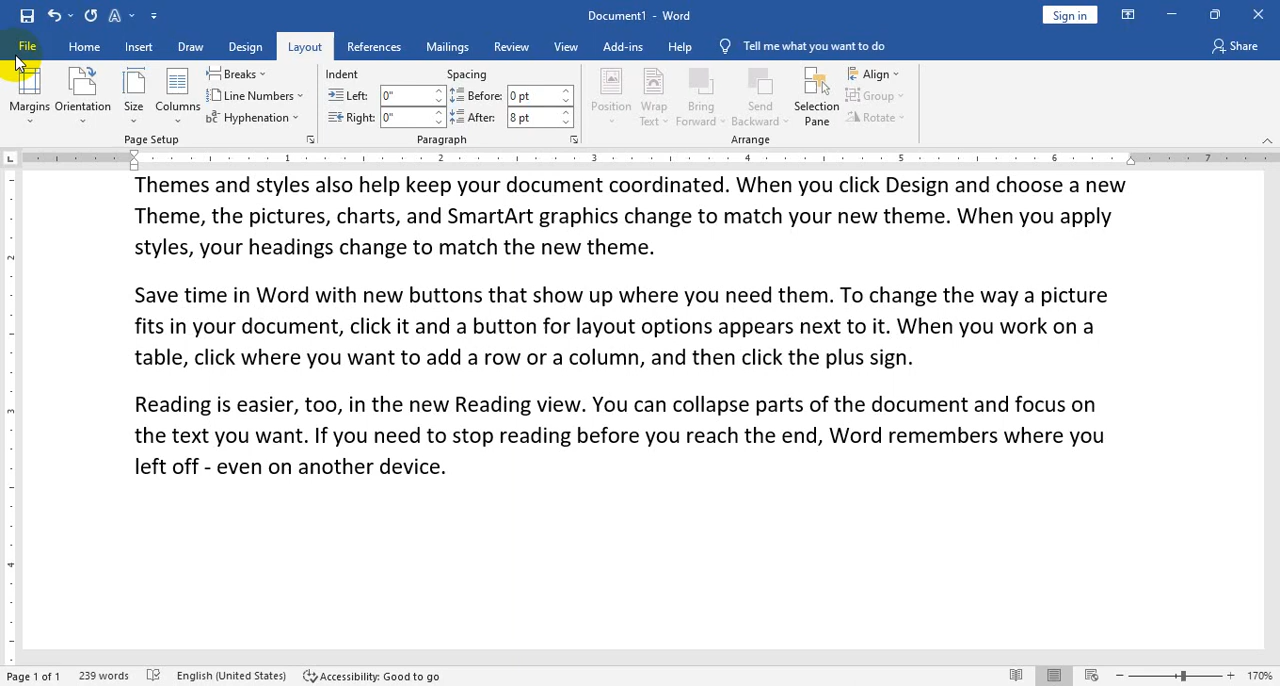 Document1 - Word
Sign in
File Home Insert Draw Design Layout References Mailings Review View Add-ins Help Tell me what you want to do Share
Breaks Indent Spacing Align
Line Numbers Left: 0" Before: 0 pt Group
Margins Orientation Size Columns Position Wrap Text Bring Forward Send Backward Selection Pane
Hyphenation Right: 0" After: 8 pt Rotate
Page Setup Paragraph Arrange
1 2 3 4 5 6 7
Themes and styles also help keep your document coordinated. When you click Design and choose a new
Theme, the pictures, charts, and SmartArt graphics change to match your new theme. When you apply
styles, your headings change to match the new theme.
Save time in Word with new buttons that show up where you need them. To change the way a picture
fits in your document, click it and a button for layout options appears next to it. When you work on a
table, click where you want to add a row or a column, and then click the plus sign.
Reading is easier, too, in the new Reading view. You can collapse parts of the document and focus on
the text you want. If you need to stop reading before you reach the end, Word remembers where you
left off - even on another device.
2
3
4
Page 1 of 1 239 words English (United States) Accessibility: Good to go 170%